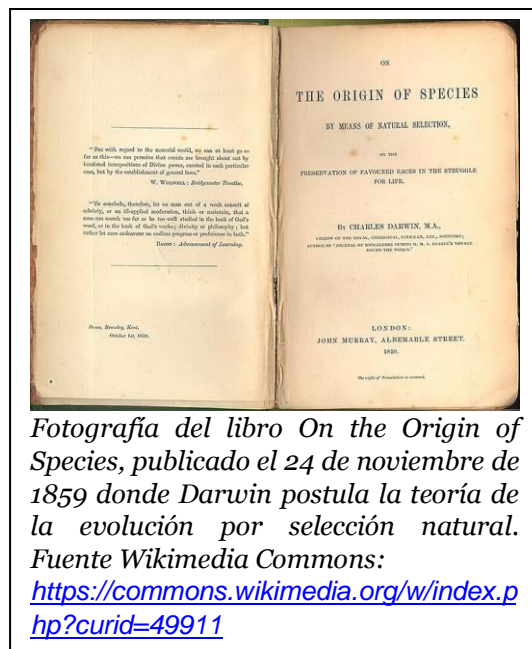 "But with regard to the material world, we can at least go so
far as this—we can perceive that events are brought about not by
insulated interpositions of Divine power, exerted in each particular
case, but by the establishment of general laws."
W. WHEWELL: Bridgewater Treatise.
"To conclude, therefore, let no man out of a weak conceit of
sobriety, or an ill-applied moderation, think or maintain, that a
man can search too far or be too well studied in the book of God's
word, or in the book of God's works; divinity or philosophy; but
rather let men endeavour an endless progress or proficience in both."
BACON: Advancement of Learning.
Down, Bromley, Kent,
October 1st, 1859.
ON
THE ORIGIN OF SPECIES
BY MEANS OF NATURAL SELECTION,
OR THE
PRESERVATION OF FAVOURED RACES IN THE STRUGGLE
FOR LIFE.
BY CHARLES DARWIN, M.A.,
FELLOW OF THE ROYAL, GEOLOGICAL, LINNÆAN, ETC., SOCIETIES;
AUTHOR OF 'JOURNAL OF RESEARCHES DURING H. M. S. BEAGLE'S VOYAGE
ROUND THE WORLD.'
LONDON:
JOHN MURRAY, ALBEMARLE STREET.
1859.
The right of Translation is reserved.
Fotografía del libro On the Origin of
Species, publicado el 24 de noviembre de
1859 donde Darwin postula la teoría de
la evolución por selección natural.
Fuente Wikimedia Commons:
https://commons.wikimedia.org/w/index.p
hp?curid=49911